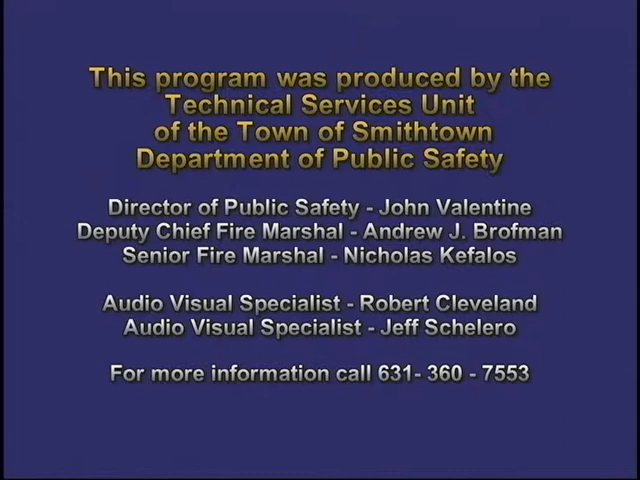 This program was produced by the
Technical Services Unit
of the Town of Smithtown
Department of Public Safety
Director of Public Safety - John Valentine
Deputy Chief Fire Marshal - Andrew J. Brofman
Senior Fire Marshal - Nicholas Kefalos
Audio Visual Specialist - Robert Cleveland
Audio Visual Specialist - Jeff Schelero
For more information call 631- 360 - 7553